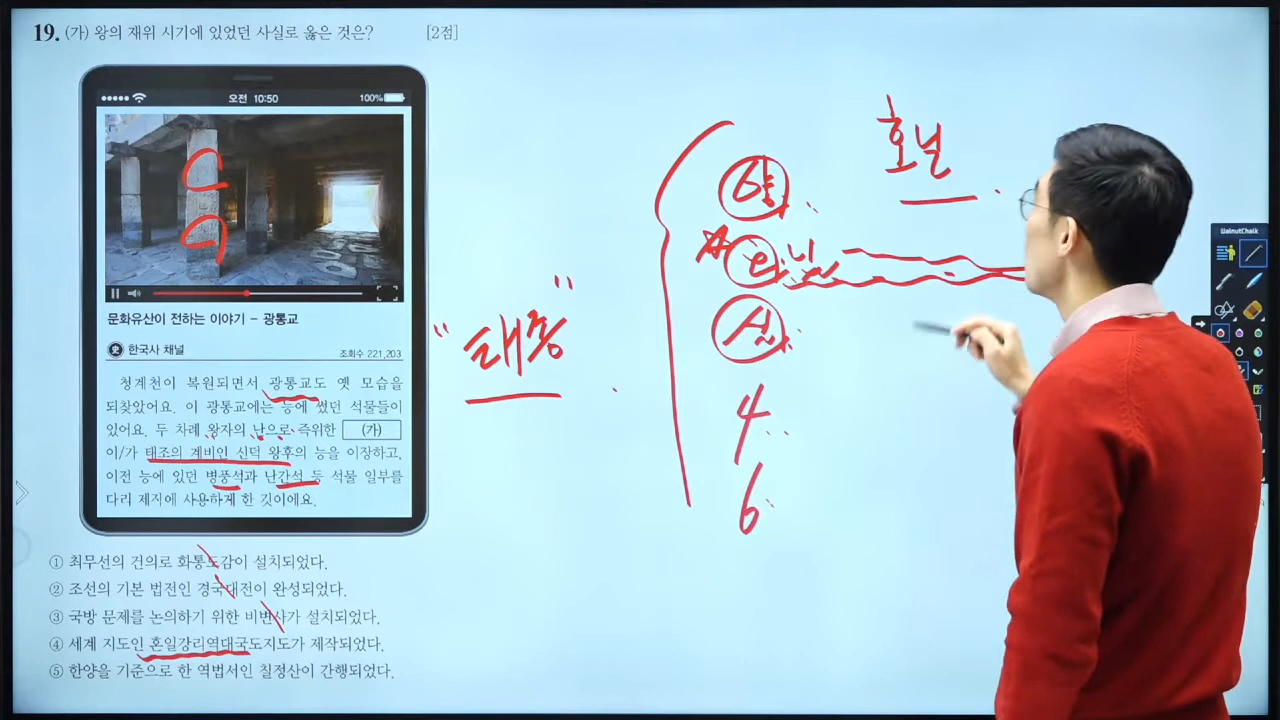 19. (가) 왕의 재위 시기에 있었던 사실로 옳은 것은? [2점]
오전 10:50
100%
문화유산이 전하는 이야기 - 광통교
史 한국사 채널
조회수 221,203
청계천이 복원되면서 광통교도 옛 모습을
되찾았어요. 이 광통교에는 능에 썼던 석물들이
있어요. 두 차례 왕자의 난으로 즉위한 (가)
이/가 태조의 계비인 신덕 왕후의 능을 이장하고,
이전 능에 있던 병풍석과 난간석 등 석물 일부를
다리 제작에 사용하게 한 것이에요.
① 최무선의 건의로 화통도감이 설치되었다.
② 조선의 기본 법전인 경국대전이 완성되었다.
③ 국방 문제를 논의하기 위한 비변사가 설치되었다.
④ 세계 지도인 혼일강리역대국도지도가 제작되었다.
⑤ 한양을 기준으로 한 역법서인 칠정산이 간행되었다.
"태종"
호닐
양
신
4
6
WalnutChalk